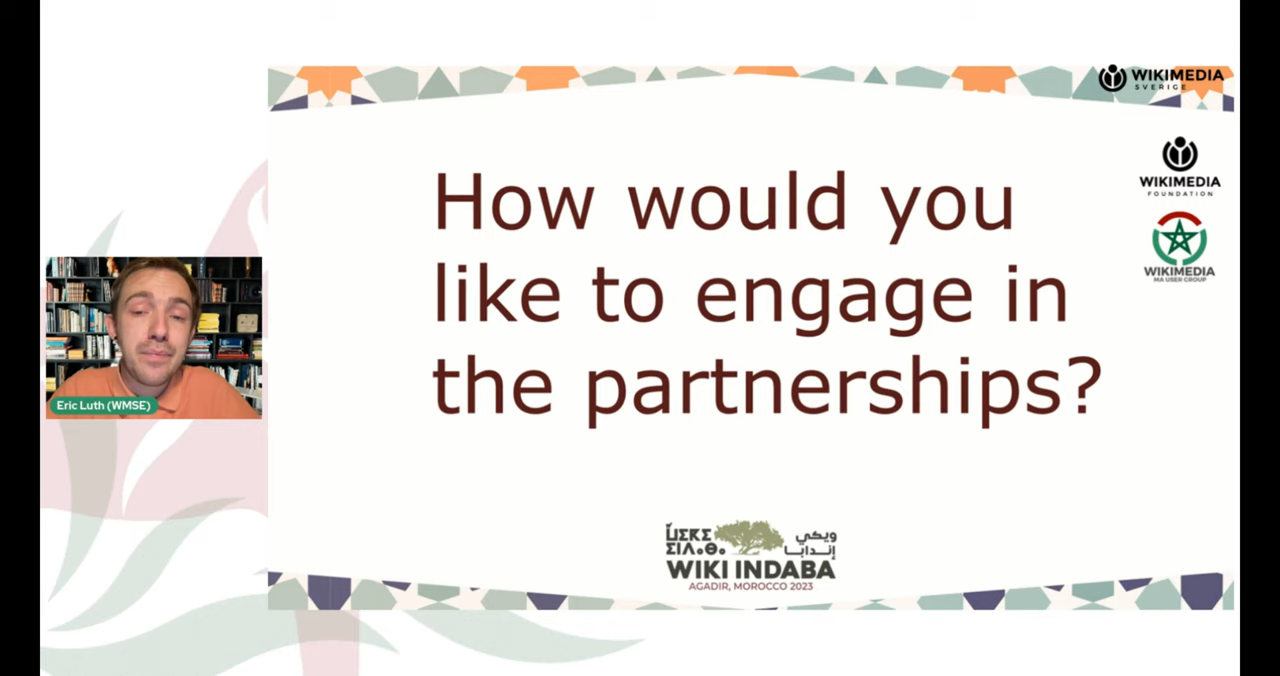 WIKIMEDIA
SVERIGE
How would you
like to engage in
the partnerships?
WIKIMEDIA
FOUNDATION
WIKIMEDIA
MA USER GROUP
Eric Luth (WMSE)
ويكي
إندابا
WIKI INDABA
AGADIR, MOROCCO 2023